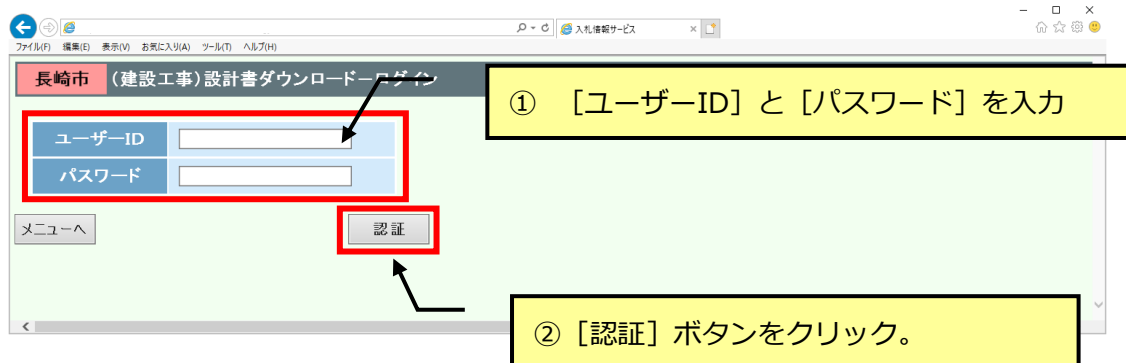 入札情報サービス
ファイル(F) 編集(E) 表示(V) お気に入り(A) ツール(T) ヘルプ(H)
長崎市 (建設工事)設計書ダウンロードーログイン
① ［ユーザーID］と［パスワード］を入力
ユーザーID
パスワード
メニューへ 認証
②［認証］ボタンをクリック。